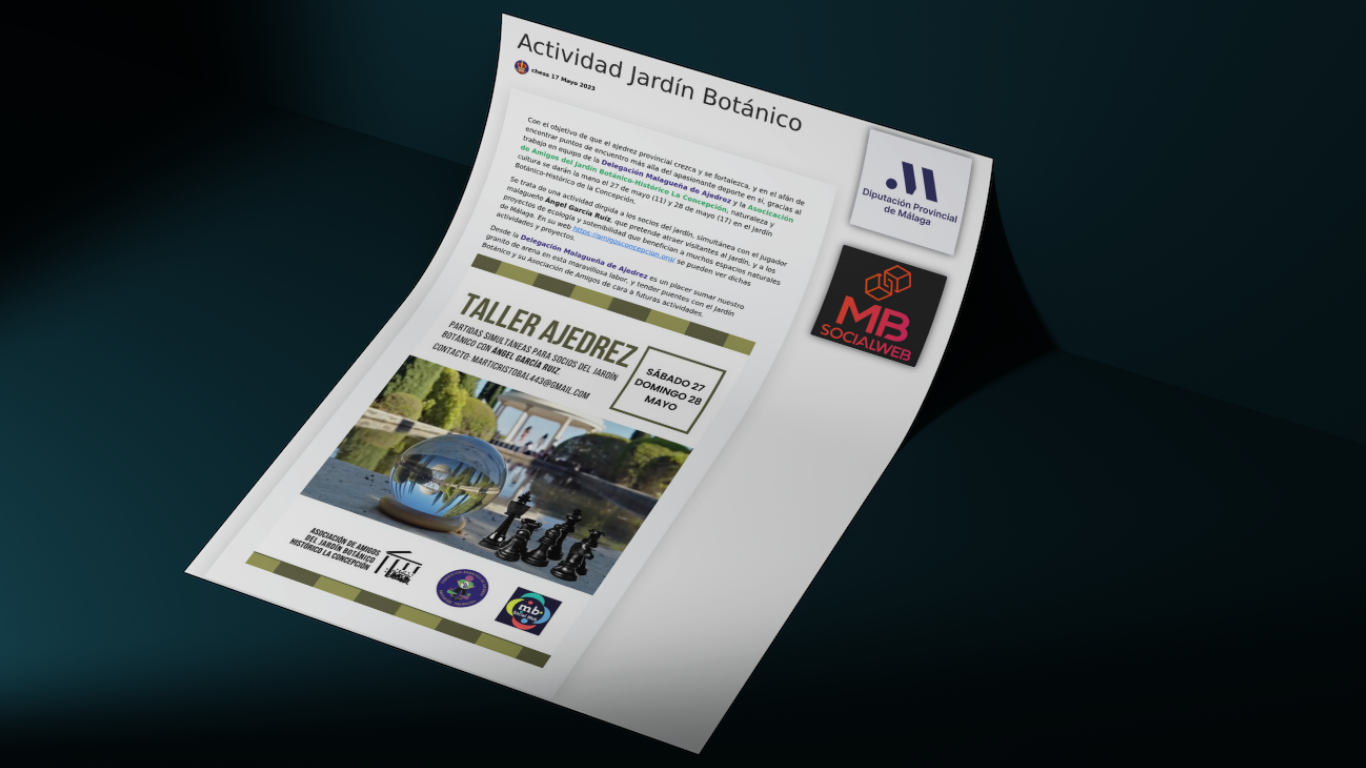 Actividad Jardín Botánico
chess 17 Mayo 2023
Con el objetivo de que el ajedrez provincial crezca y se fortalezca, y en el afán de
encontrar puntos de encuentro más allá del apasionante deporte en sí, gracias al
trabajo en equipo de la Delegación Malagueña de Ajedrez y la Asocicación
de Amigos del Jardín Botánico-Histórico La Concepción, naturaleza y
cultura se darán la mano el 27 de mayo (11) y 28 de mayo (17) en el Jardín
Botánico-Histórico de la Concepción.
Se trata de una actividad dirgida a los socios del jardín, simultánea con el jugador
malagueño Ángel García Ruiz, que pretende atraer visitantes al jardín, y a los
proyectos de ecología y sotenibilidad que benefician a muchos espacios naturales
de Málaga. En su web https://amigosconcepcion.org/ se pueden ver dichas
actividades y proyectos.
Desde la Delegación Malagueña de Ajedrez es un placer sumar nuestro
granito de arena en esta maravillosa labor, y tender puentes con el Jardín
Botánico y su Asociación de Amigos de cara a futuras actividades.
TALLER AJEDREZ
PARTIDAS SIMULTÁNEAS PARA SOCIOS DEL JARDÍN
BOTÁNICO CON ÁNGEL GARCÍA RUIZ.
CONTACTO: MARTICRISTOBAL443@GMAIL.COM
SÁBADO 27
DOMINGO 28
MAYO
ASOCIACIÓN DE AMIGOS
DEL JARDÍN BOTÁNICO
HISTÓRICO LA CONCEPCIÓN
mb
social web
Diputación Provincial
de Málaga
MB
SOCIALWEB